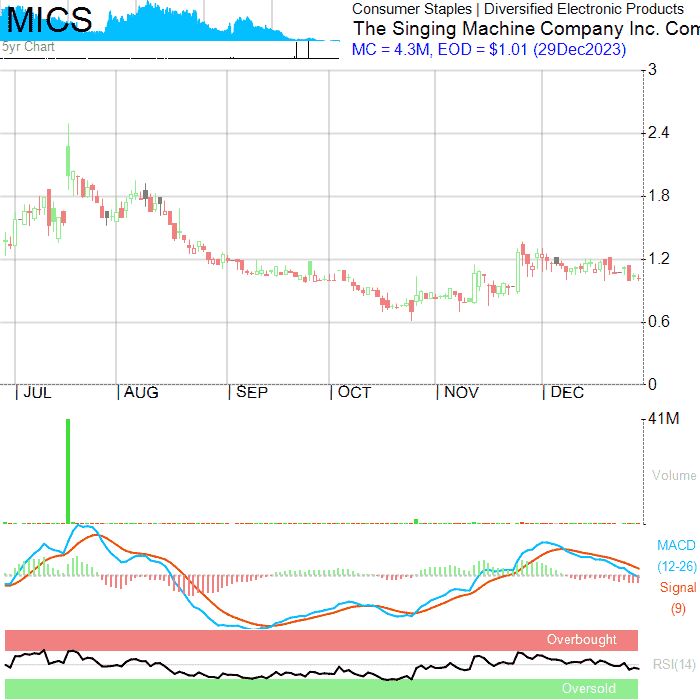 MICS
5yr Chart
Consumer Staples | Diversified Electronic Products
The Singing Machine Company Inc. Com
MC = 4.3M, EOD = $1.01 (29Dec2023)
3
2.4
1.8
1.2
0.6
0
JUL AUG SEP OCT NOV DEC
41M
Volume
MACD
(12-26)
Signal
(9)
Overbought
RSI(14)
Oversold